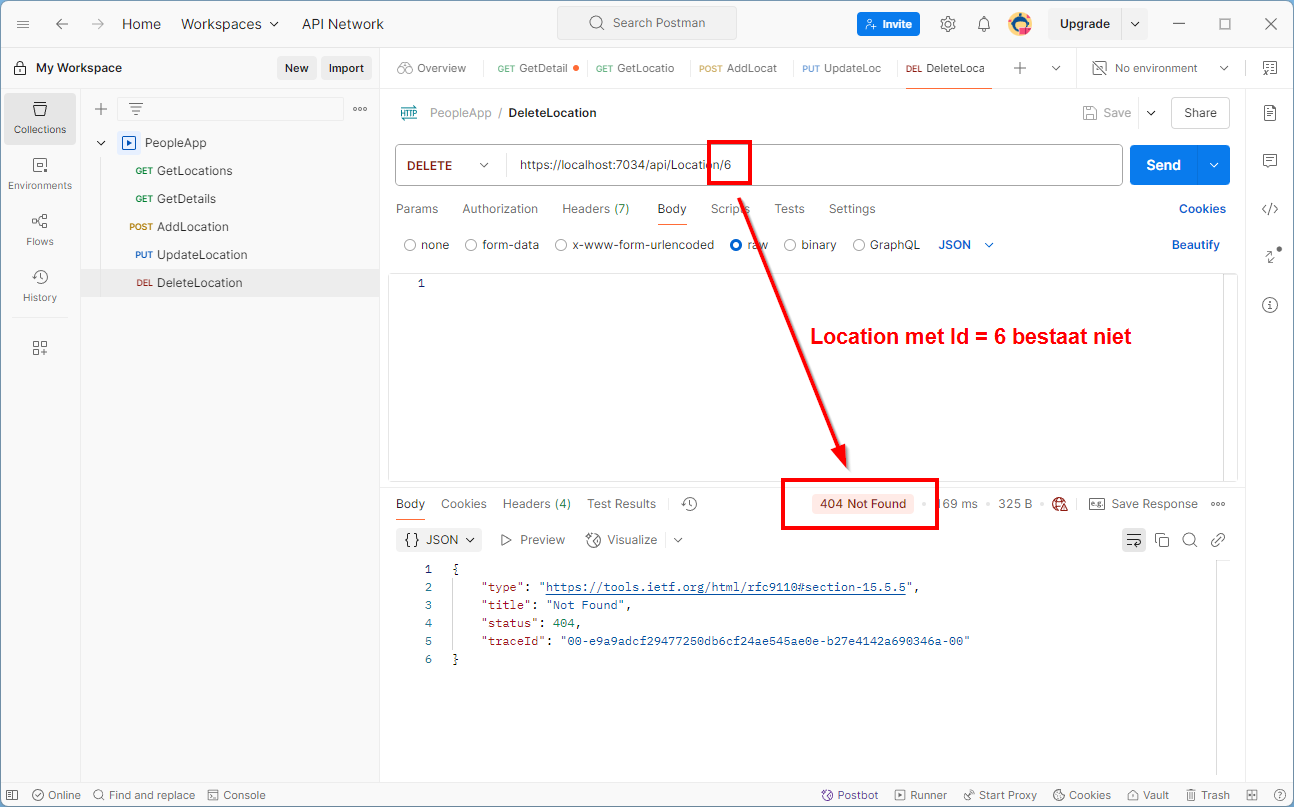 Home Workspaces API Network Search Postman Invite Upgrade
My Workspace New Import Overview GET GetDetail GET GetLocatio POST AddLocat PUT UpdateLoc DEL DeleteLoca No environment
Collections
Environments
Flows
History
PeopleApp
GET GetLocations
GET GetDetails
POST AddLocation
PUT UpdateLocation
DEL DeleteLocation
HTTP PeopleApp / DeleteLocation Save Share
DELETE https://localhost:7034/api/Location/6 Send
Params Authorization Headers (7) Body Scripts Tests Settings Cookies
none form-data x-www-form-urlencoded raw binary GraphQL JSON Beautify
1
Location met Id = 6 bestaat niet
Body Cookies Headers (4) Test Results 404 Not Found 69 ms 325 B e.g. Save Response
{} JSON Preview Visualize
1 {
2 "type": "https://tools.ietf.org/html/rfc9110#section-15.5.5",
3 "title": "Not Found",
4 "status": 404,
5 "traceId": "00-e9a9adcf29477250db6cf24ae545ae0e-b27e4142a690346a-00"
6 }
Online Find and replace Console Postbot Runner Start Proxy Cookies Vault Trash